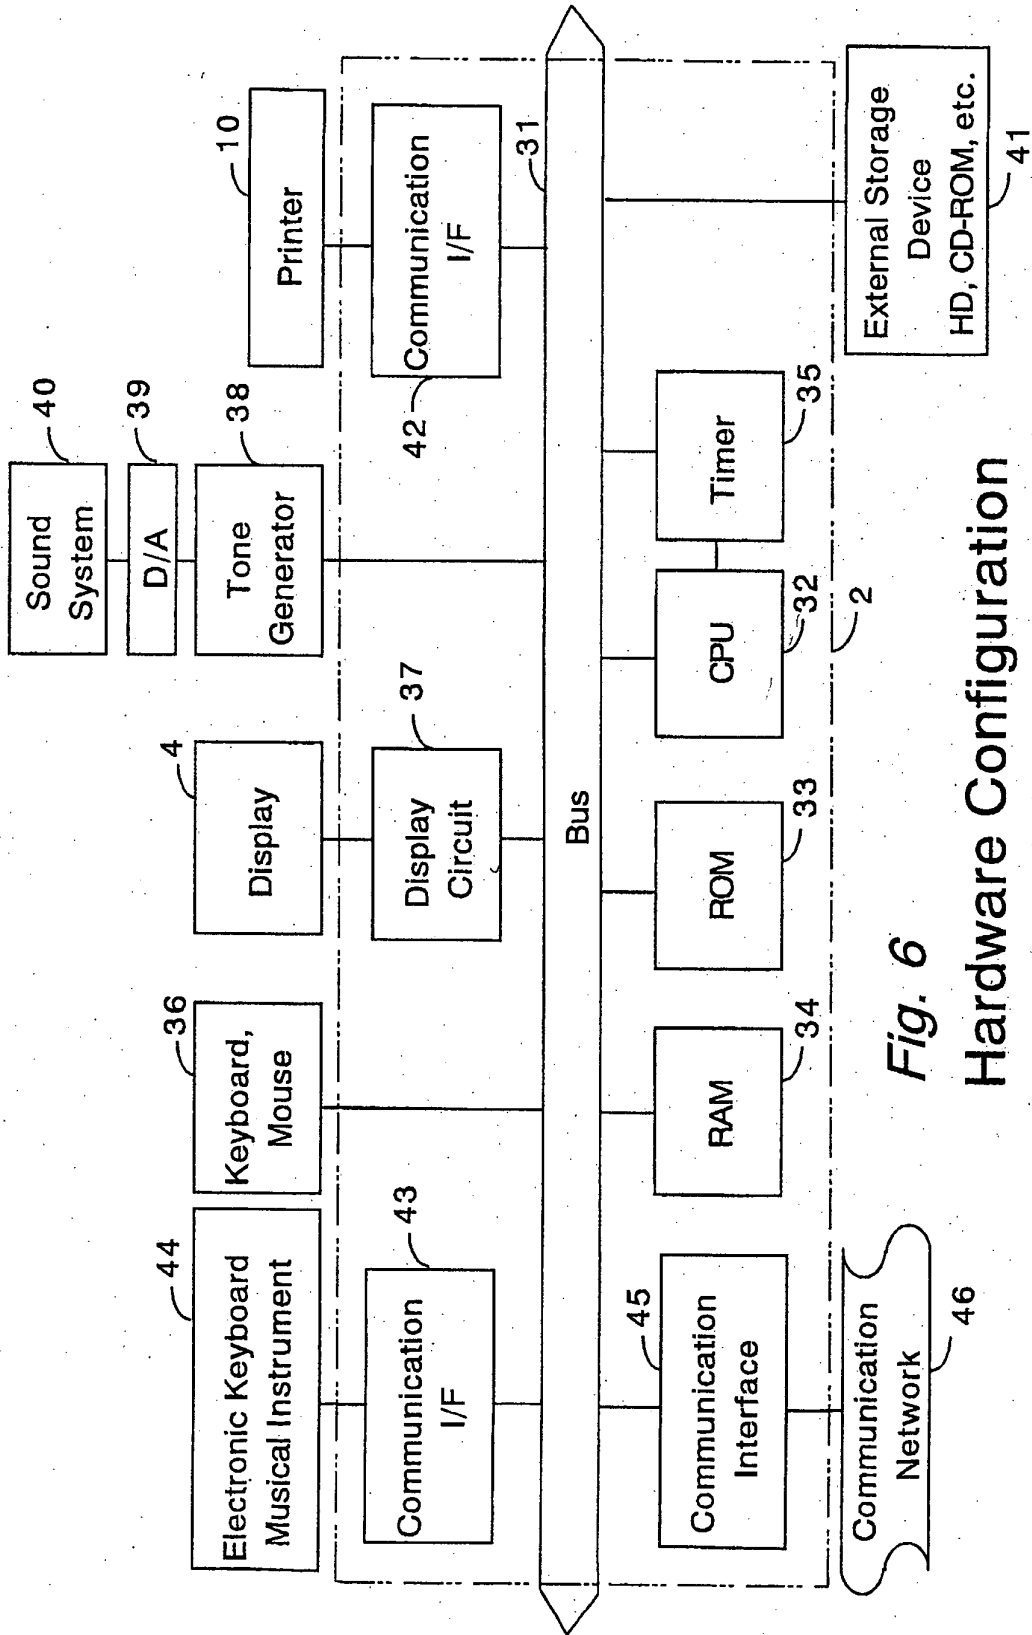 40
Sound
System
39
D/A
38
Tone
Generator
10
Printer
44
Electronic Keyboard
Musical Instrument
36
Keyboard,
Mouse
4
Display
43
Communication
I/F
37
Display
Circuit
42
Communication
I/F
31
Bus
45
Communication
Interface
RAM
34
ROM
33
CPU
32
Timer
35
2
Communication
Network
46
External Storage
Device
HD, CD-ROM, etc.
41
Fig. 6
Hardware Configuration